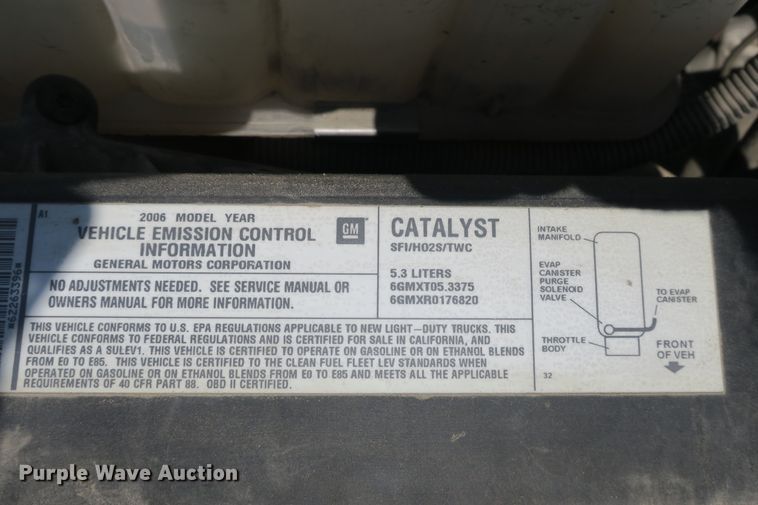 A1
2006 MODEL YEAR
VEHICLE EMISSION CONTROL
INFORMATION
GENERAL MOTORS CORPORATION
GM
NO ADJUSTMENTS NEEDED. SEE SERVICE MANUAL OR
OWNERS MANUAL FOR MORE INFORMATION.
CATALYST
SFI/HO2S/TWC
5.3 LITERS
6GMXT05.3375
6GMXR0176820
THIS VEHICLE CONFORMS TO U.S. EPA REGULATIONS APPLICABLE TO NEW LIGHT-DUTY TRUCKS. THIS
VEHICLE CONFORMS TO FEDERAL REGULATIONS AND IS CERTIFIED FOR SALE IN CALIFORNIA, AND
QUALIFIES AS A SULEV1. THIS VEHICLE IS CERTIFIED TO OPERATE ON GASOLINE OR ON ETHANOL BLENDS
FROM E0 TO E85. THIS VEHICLE IS CERTIFIED TO THE CLEAN FUEL FLEET LEV STANDARDS WHEN
OPERATED ON GASOLINE OR ON ETHANOL BLENDS FROM E0 TO E85 AND MEETS ALL THE APPLICABLE
REQUIREMENTS OF 40 CFR PART 88. OBD II CERTIFIED.
INTAKE
MANIFOLD
EVAP
CANISTER
PURGE
SOLENOID
VALVE
TO EVAP
CANISTER
THROTTLE
BODY
FRONT
OF VEH
32
*62263396*
Purple Wave Auction